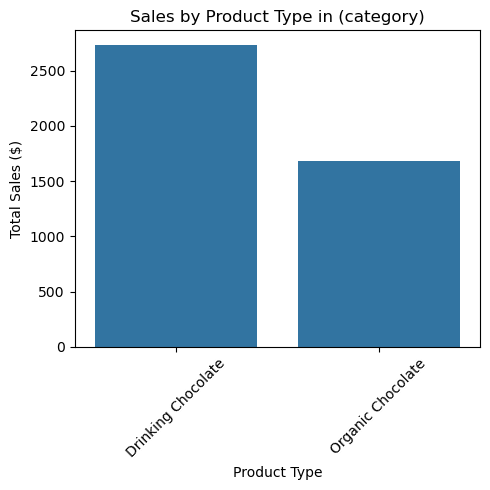 Sales by Product Type in (category)
Total Sales ($)
2500
2000
1500
1000
500
0
Drinking Chocolate
Organic Chocolate
Product Type